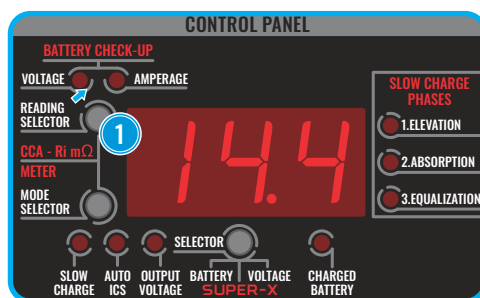 CONTROL PANEL
BATTERY CHECK-UP
VOLTAGE
AMPERAGE
READING
SELECTOR
1
CCA - Ri mΩ
METER
MODE
SELECTOR
14.4
SLOW CHARGE
PHASES
1.ELEVATION
2.ABSORPTION
3.EQUALIZATION
SELECTOR
SLOW
CHARGE
AUTO
ICS
OUTPUT
VOLTAGE
BATTERY
VOLTAGE
SUPER-X
CHARGED
BATTERY